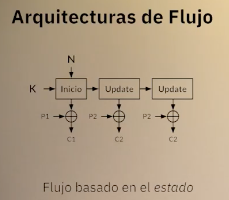 Arquitecturas de Flujo
N
K Inicio Update Update
P1 P2 P2
C1 C2 C2
Flujo basado en el estado